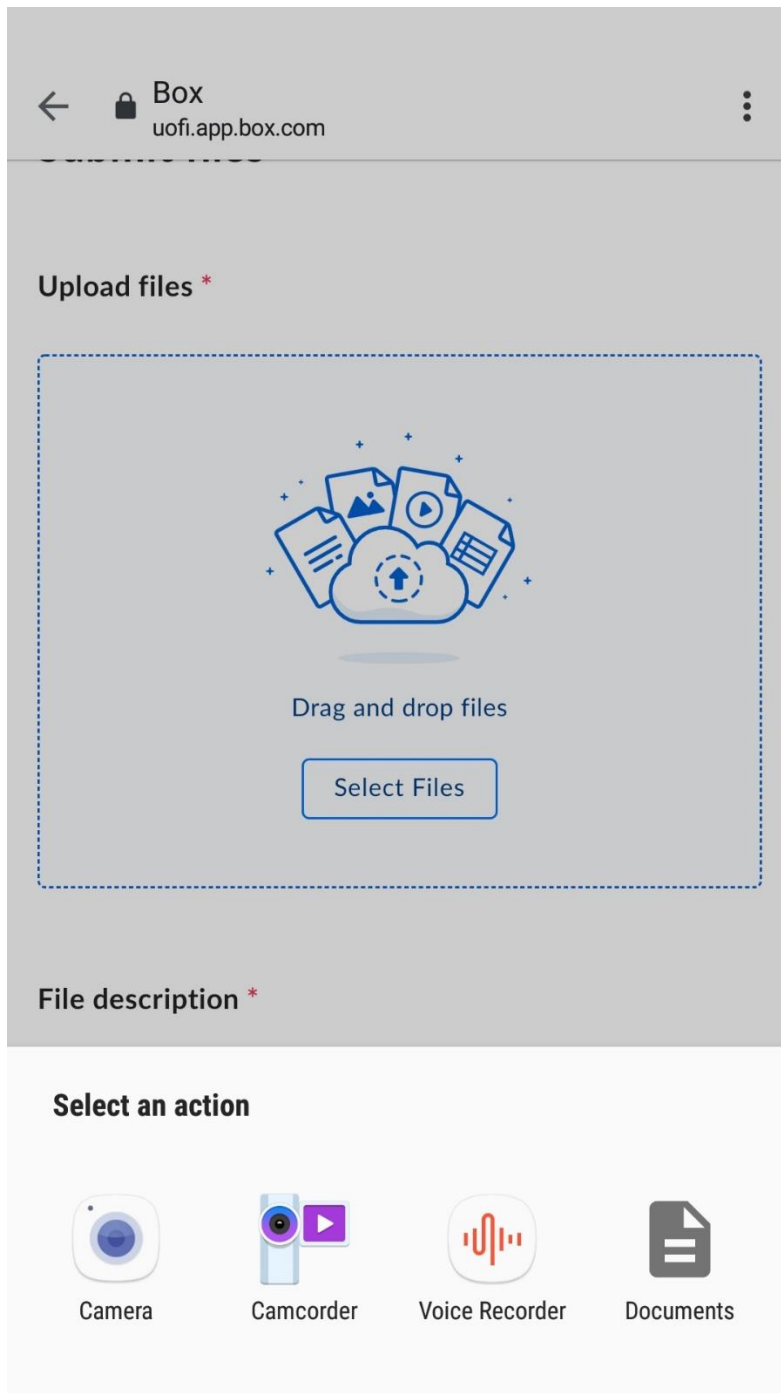 Box
uofi.app.box.com
Upload files *
Drag and drop files
Select Files
File description *
Select an action
Camera
Camcorder
Voice Recorder
Documents